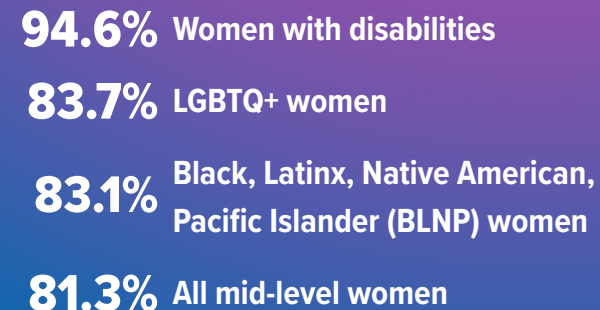 94.6% Women with disabilities
83.7% LGBTQ+ women
83.1% Black, Latinx, Native American,
Pacific Islander (BLNP) women
81.3% All mid-level women